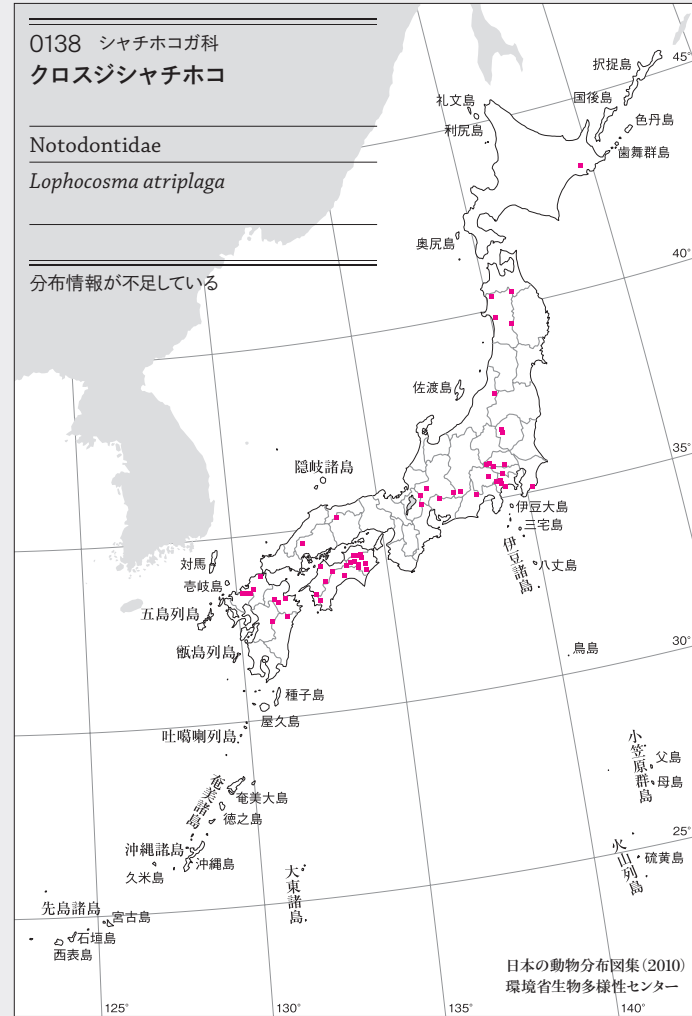 0138 シャチホコガ科
クロスジシャチホコ
Notodontidae
Lophocosma atriplaga
分布情報が不足している
択捉島
国後島
色丹島
歯舞群島
礼文島
利尻島
奥尻島
佐渡島
隠岐諸島
対馬
壱岐島
五島列島
甑島列島
種子島
屋久島
吐噶喇列島
奄美諸島
奄美大島
徳之島
沖縄諸島
沖縄島
久米島
先島諸島
宮古島
石垣島
西表島
大東諸島
伊豆大島
三宅島
伊豆諸島
八丈島
鳥島
小笠原群島
父島
母島
火山列島
硫黄島
45°
40°
35°
30°
25°
125°
130°
135°
140°
日本の動物分布図集(2010)
環境省生物多様性センター